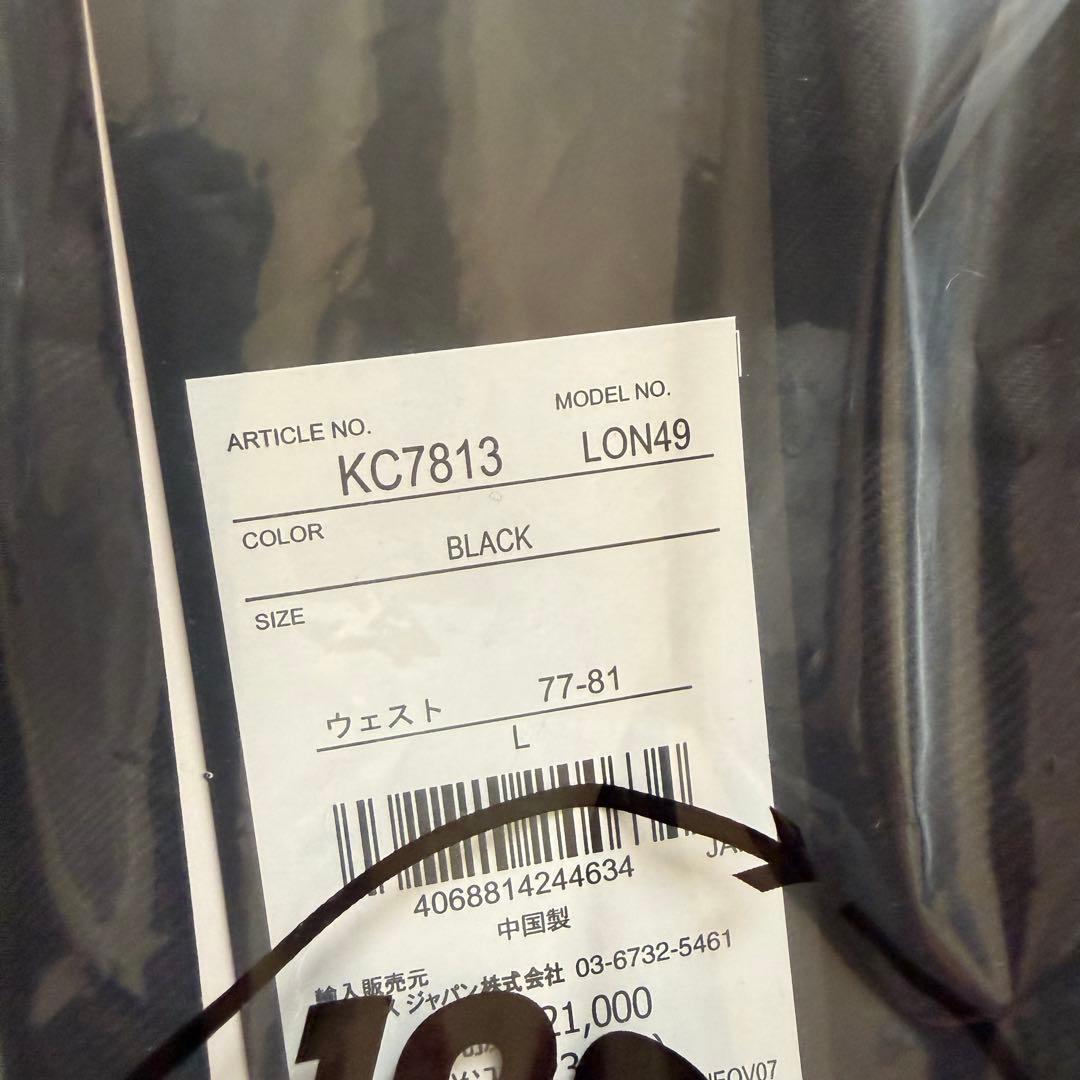 ARTICLE NO. MODEL NO.
KC7813 LON49
COLOR
BLACK
SIZE
ウェスト 77-81
L
4068814244634
中国製
輸入販売元
ジャパン株式会社 03-6732-5461
21,000